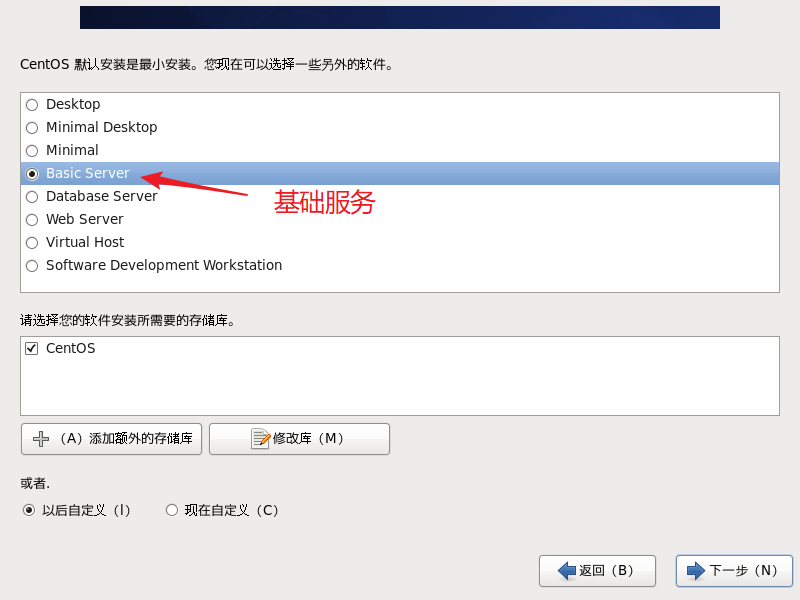 CentOS 默认安装是最小安装。您现在可以选择一些另外的软件。
Desktop
Minimal Desktop
Minimal
Basic Server
Database Server
基础服务
Web Server
Virtual Host
Software Development Workstation
请选择您的软件安装所需要的存储库。
CentOS
（A）添加额外的存储库
修改库（M）
或者.
以后自定义（l）
现在自定义（C）
返回（B）
下一步（N）